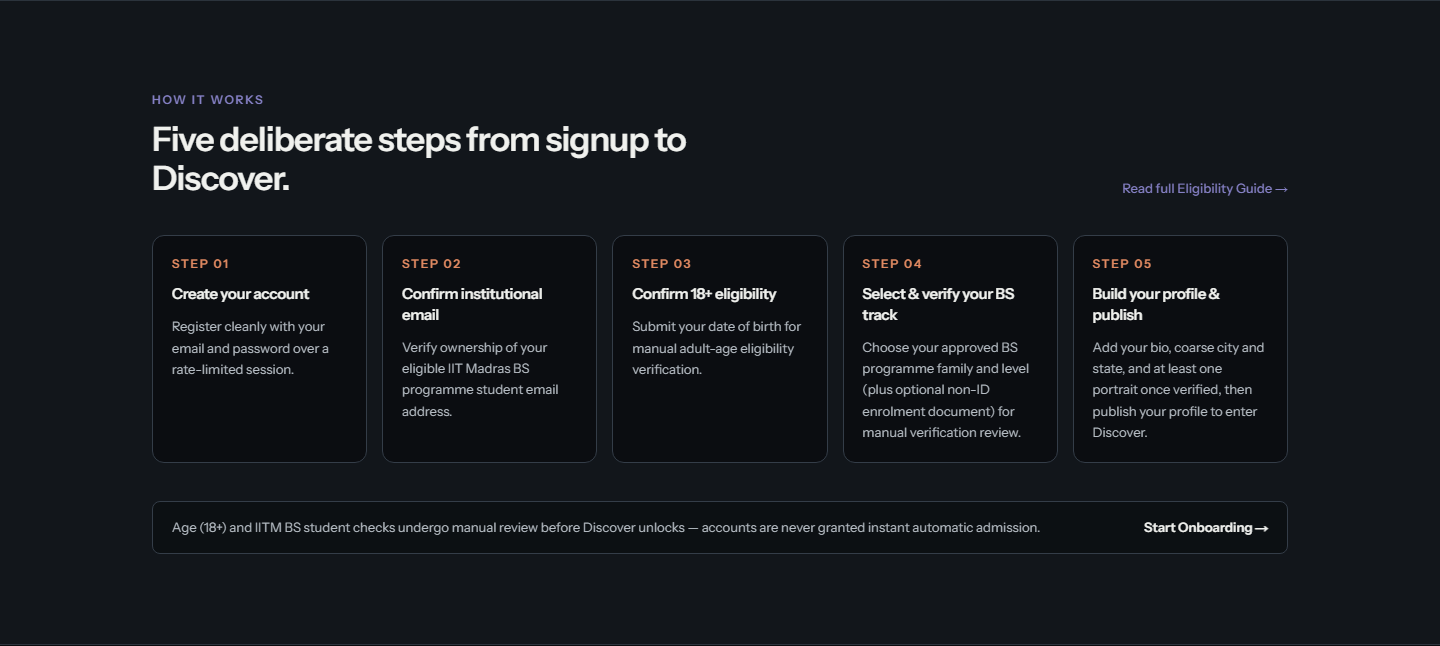 HOW IT WORKS
Five deliberate steps from signup to
Discover.
Read full Eligibility Guide →
STEP 01
Create your account
Register cleanly with your
email and password over a
rate-limited session.
STEP 02
Confirm institutional
email
Verify ownership of your
eligible IIT Madras BS
programme student email
address.
STEP 03
Confirm 18+ eligibility
Submit your date of birth for
manual adult-age eligibility
verification.
STEP 04
Select & verify your BS
track
Choose your approved BS
programme family and level
(plus optional non-ID
enrolment document) for
manual verification review.
STEP 05
Build your profile &
publish
Add your bio, coarse city and
state, and at least one
portrait once verified, then
publish your profile to enter
Discover.
Age (18+) and IITM BS student checks undergo manual review before Discover unlocks — accounts are never granted instant automatic admission.
Start Onboarding →